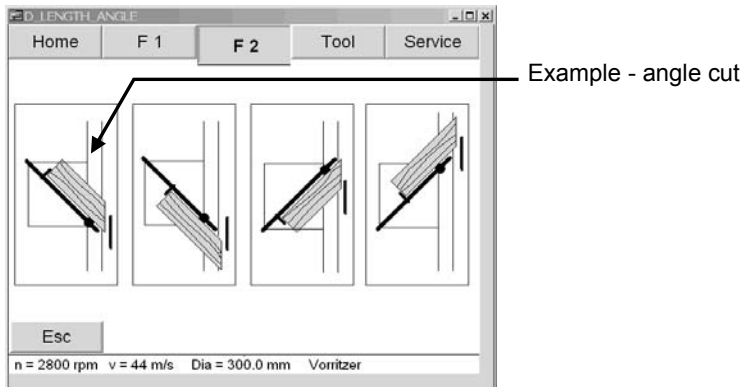 D_LENGTH_ANGLE
Home F 1 F 2 Tool Service
Example - angle cut
Esc
n = 2800 rpm v = 44 m/s Dia = 300.0 mm Vorritzer